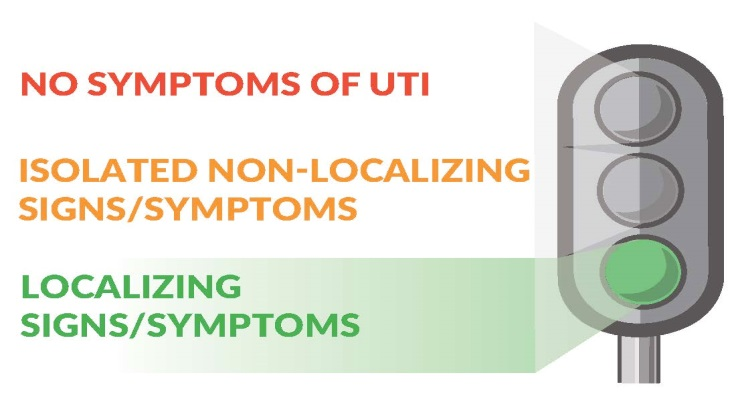 NO SYMPTOMS OF UTI
ISOLATED NON-LOCALIZING
SIGNS/SYMPTOMS
LOCALIZING
SIGNS/SYMPTOMS